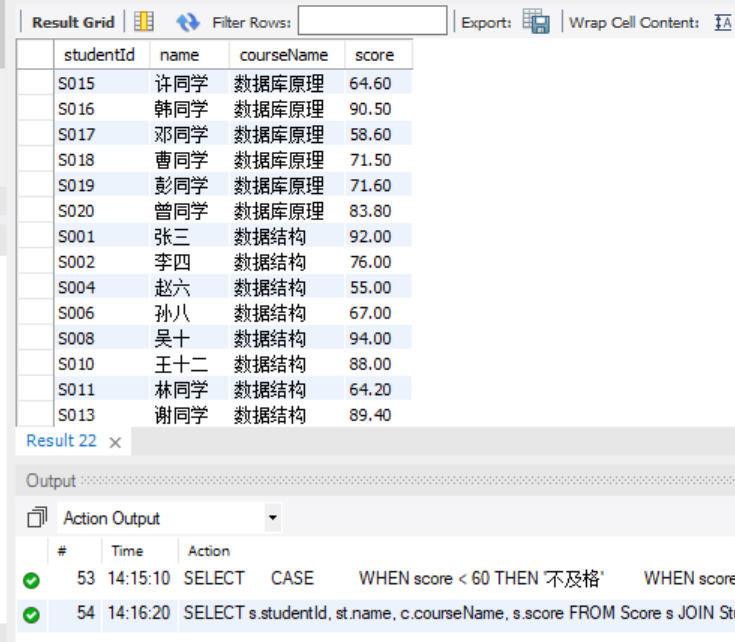 Result Grid Filter Rows: Export: Wrap Cell Content:
studentId name courseName score
S015 许同学 数据库原理 64.60
S016 韩同学 数据库原理 90.50
S017 邓同学 数据库原理 58.60
S018 曹同学 数据库原理 71.50
S019 彭同学 数据库原理 71.60
S020 曾同学 数据库原理 83.80
S001 张三 数据结构 92.00
S002 李四 数据结构 76.00
S004 赵六 数据结构 55.00
S006 孙八 数据结构 67.00
S008 吴十 数据结构 94.00
S010 王十二 数据结构 88.00
S011 林同学 数据结构 64.20
S013 谢同学 数据结构 89.40
Result 22
Output
Action Output
# Time Action
53 14:15:10 SELECT CASE WHEN score < 60 THEN '不及格' WHEN score
54 14:16:20 SELECT s.studentId, st.name, c.courseName, s.score FROM Score s JOIN